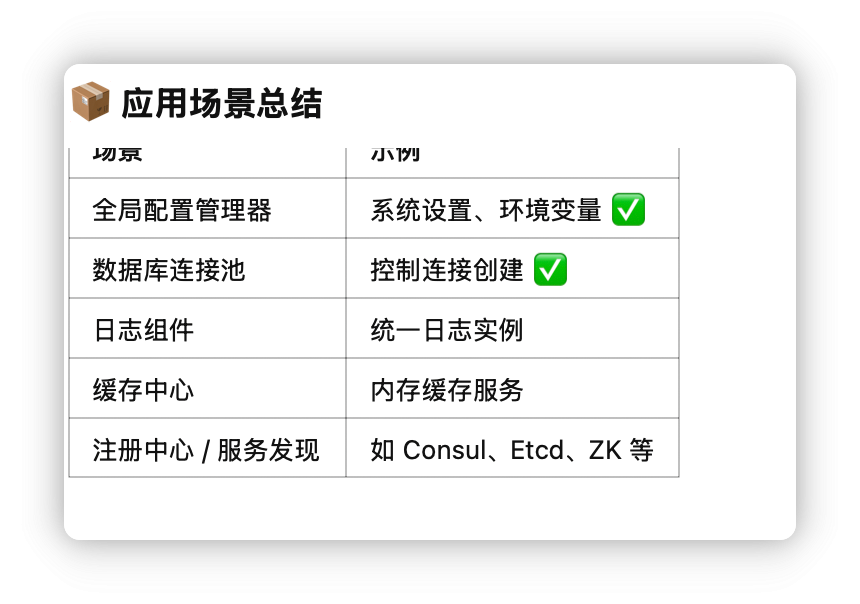 📦 应用场景总结
场景 示例
全局配置管理器 系统设置、环境变量 ✅
数据库连接池 控制连接创建 ✅
日志组件 统一日志实例
缓存中心 内存缓存服务
注册中心 / 服务发现 如 Consul、Etcd、ZK 等